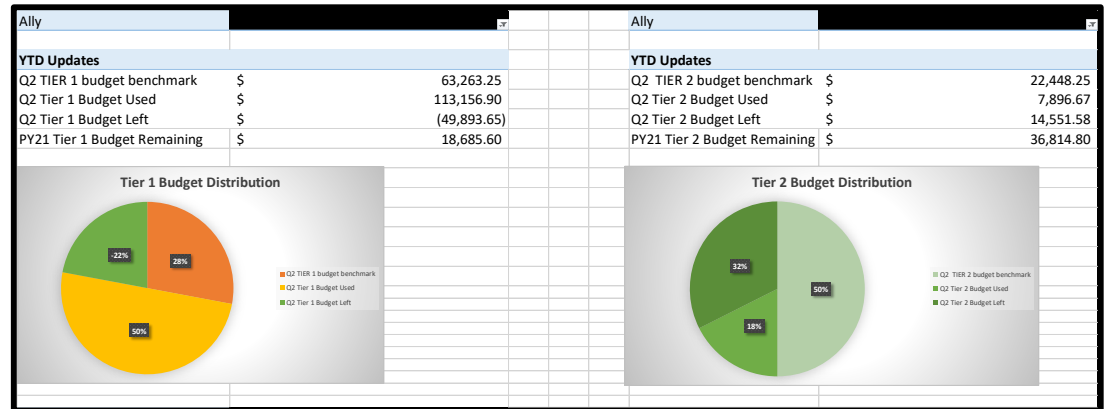 Ally
YTD Updates
Q2 TIER 1 budget benchmark $ 63,263.25
Q2 Tier 1 Budget Used $ 113,156.90
Q2 Tier 1 Budget Left $ (49,893.65)
PY21 Tier 1 Budget Remaining $ 18,685.60
Tier 1 Budget Distribution
-22%
28%
50%
Q2 TIER 1 budget benchmark
Q2 Tier 1 Budget Used
Q2 Tier 1 Budget Left
Ally
YTD Updates
Q2  TIER 2 budget benchmark $ 22,448.25
Q2 Tier 2 Budget Used $ 7,896.67
Q2 Tier 2 Budget Left $ 14,551.58
PY21 Tier 2 Budget Remaining $ 36,814.80
Tier 2 Budget Distribution
32%
50%
18%
Q2  TIER 2 budget benchmark
Q2 Tier 2 Budget Used
Q2 Tier 2 Budget Left